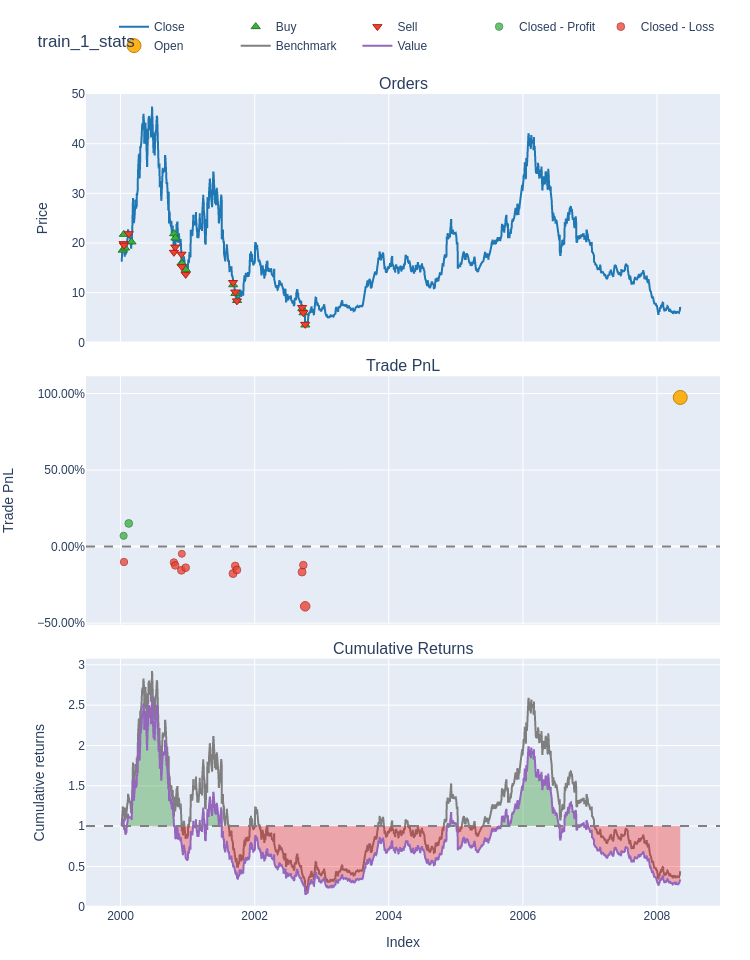 train_1_stats
Close Buy Sell Closed - Profit Closed - Loss
Open Benchmark Value
Orders
50
40
30
20
10
0
Price
Trade PnL
100.00%
50.00%
0.00%
−50.00%
Trade PnL
Cumulative Returns
3
2.5
2
1.5
1
0.5
0
Cumulative returns
2000 2002 2004 2006 2008
Index